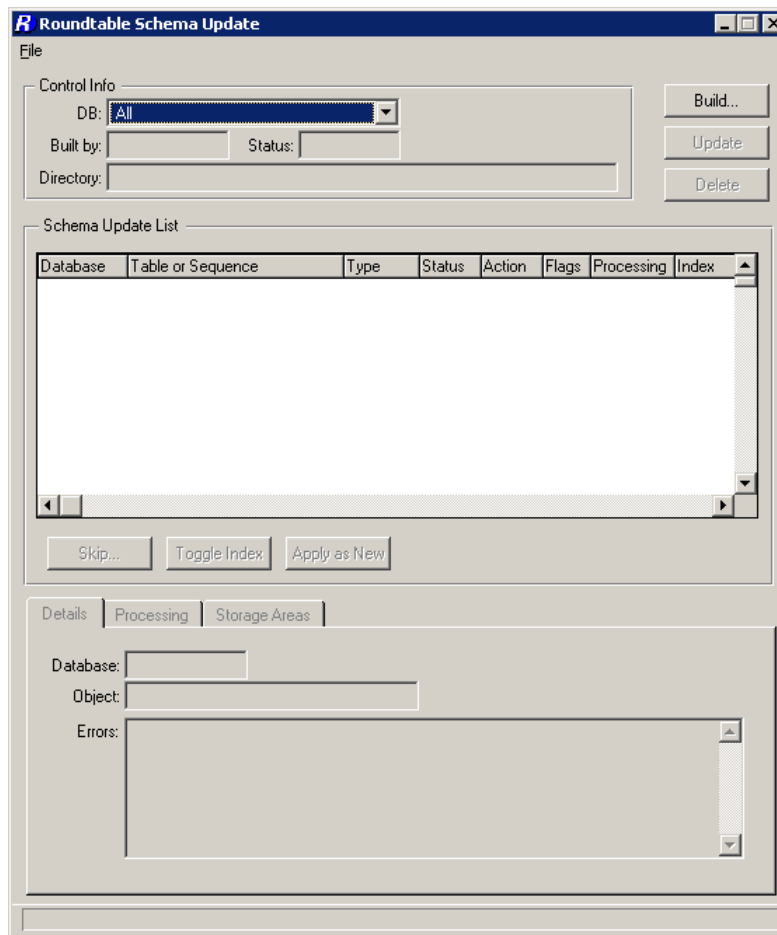 R Roundtable Schema Update
File
Control Info
DB: All
Build...
Built by: Status:
Update
Directory:
Delete
Schema Update List
Database Table or Sequence Type Status Action Flags Processing Index
Skip... Toggle Index Apply as New
Details Processing Storage Areas
Database:
Object:
Errors: